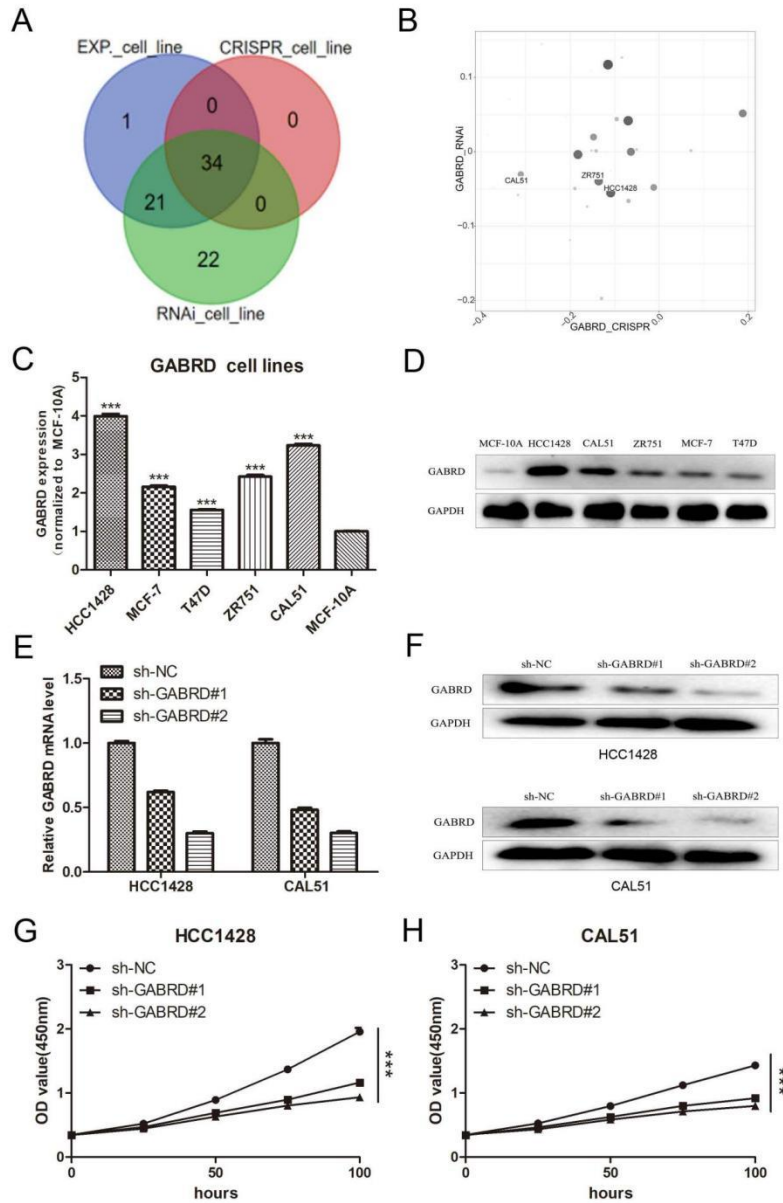 A
EXP._cell_line
CRISPR_cell_line
1
0
0
34
21
0
22
RNAi_cell_line
B
0.1
0
−0.1
−0.2
GABRD_RNAi
CAL51
ZR751
HCC1428
−0.4
−0.2
0.0
0.2
GABRD_CRISPR
C
GABRD cell lines
GABRD expression
(normalized to MCF-10A)
5
4
3
2
1
0
***
***
***
***
***
HCC1428
MCF-7
T47D
ZR751
CAL51
MCF-10A
D
MCF-10A HCC1428 CAL51 ZR751 MCF-7 T47D
GABRD
GAPDH
E
sh-NC
sh-GABRD#1
sh-GABRD#2
Relative GABRD mRNA level
1.5
1.0
0.5
0.0
HCC1428
CAL51
F
sh-NC sh-GABRD#1 sh-GABRD#2
GABRD
GAPDH
HCC1428
sh-NC sh-GABRD#1 sh-GABRD#2
GABRD
GAPDH
CAL51
G
HCC1428
sh-NC
sh-GABRD#1
sh-GABRD#2
OD value(450nm)
3
2
1
0
***
0
50
100
hours
H
CAL51
sh-NC
sh-GABRD#1
sh-GABRD#2
OD value(450nm)
3
2
1
0
***
0
50
100
hours